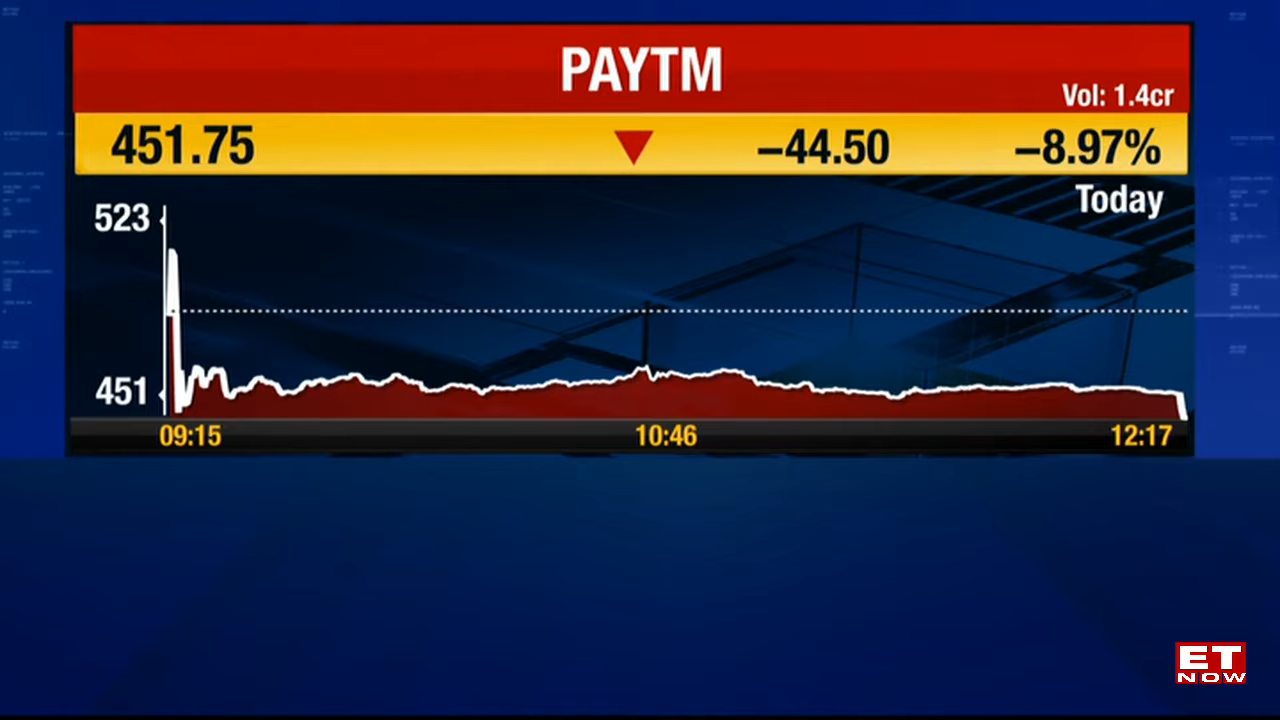 PAYTM
Vol: 1.4cr
451.75 ▼ –44.50 –8.97%
Today
523
451
09:15 10:46 12:17
ET
NOW